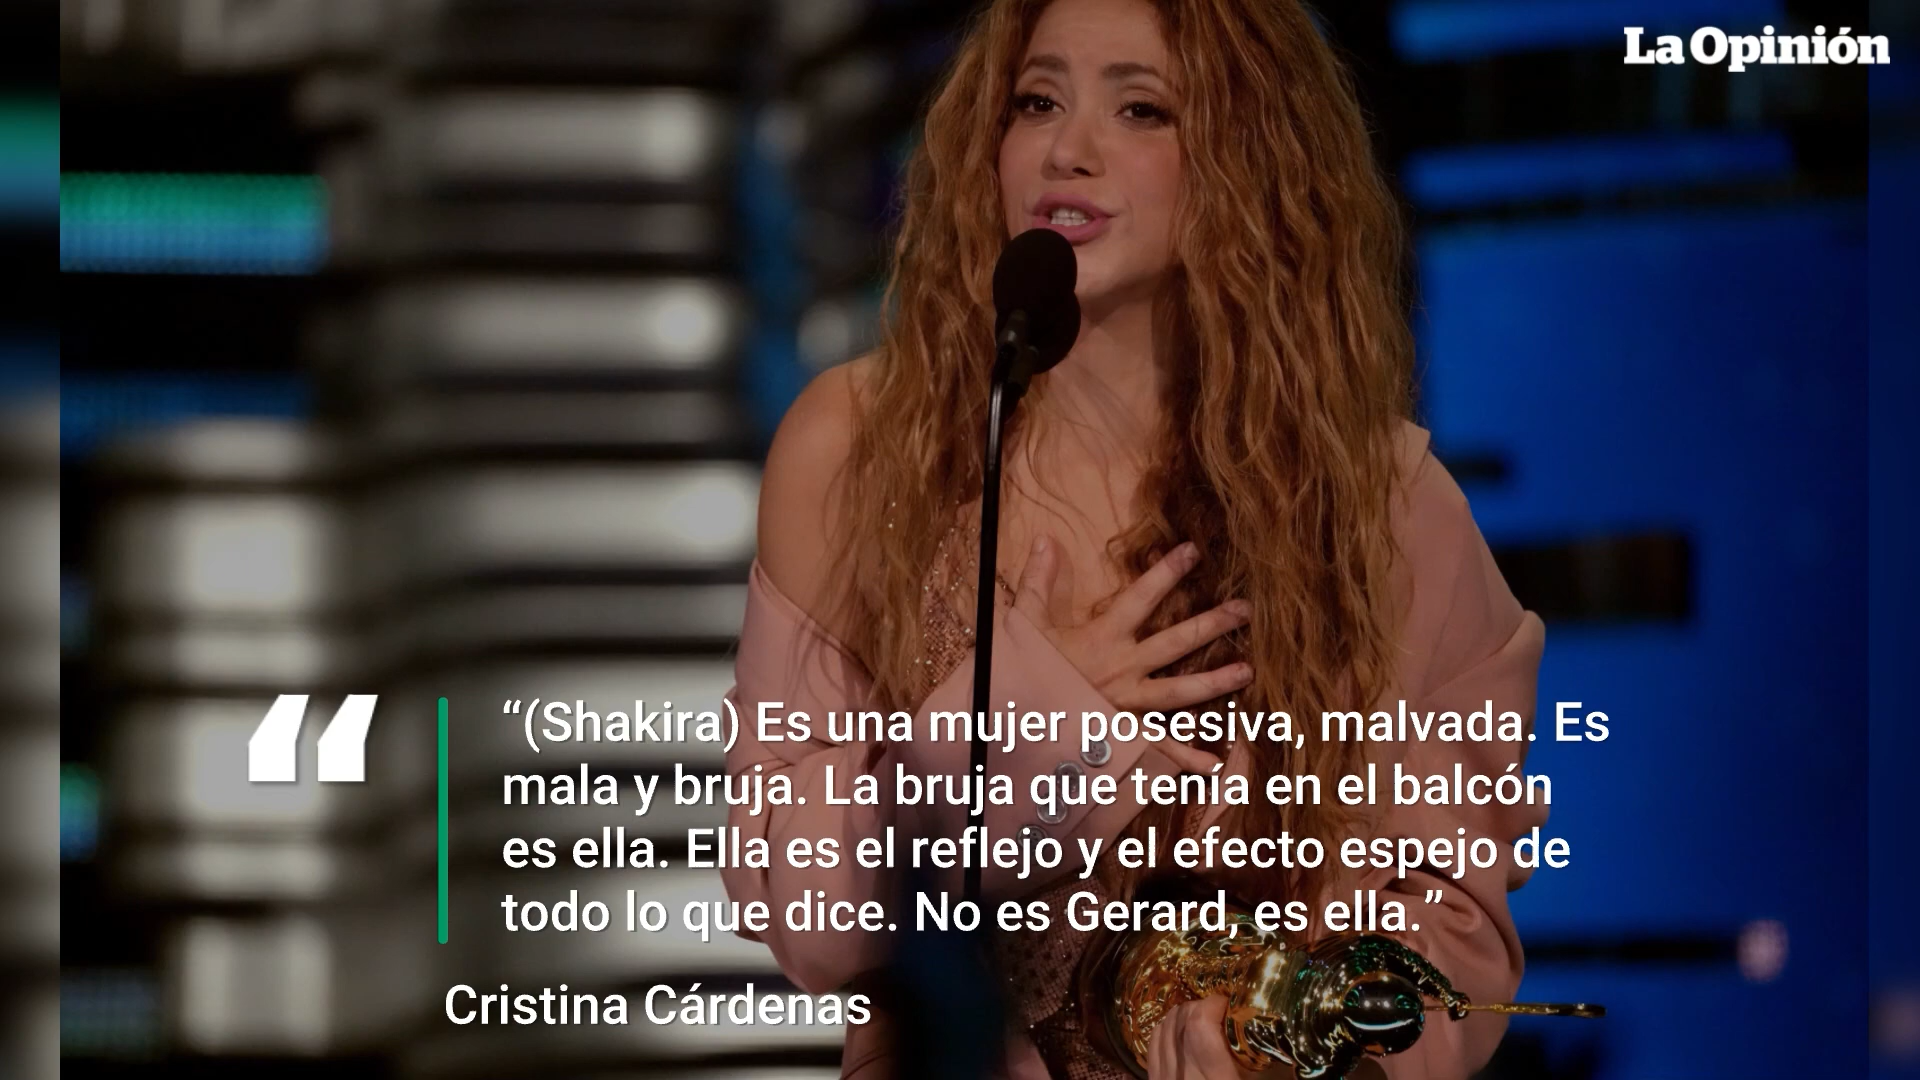 La Opinión
“(Shakira) Es una mujer posesiva, malvada. Es
mala y bruja. La bruja que tenía en el balcón
es ella. Ella es el reflejo y el efecto espejo de
todo lo que dice. No es Gerard, es ella.”
Cristina Cárdenas